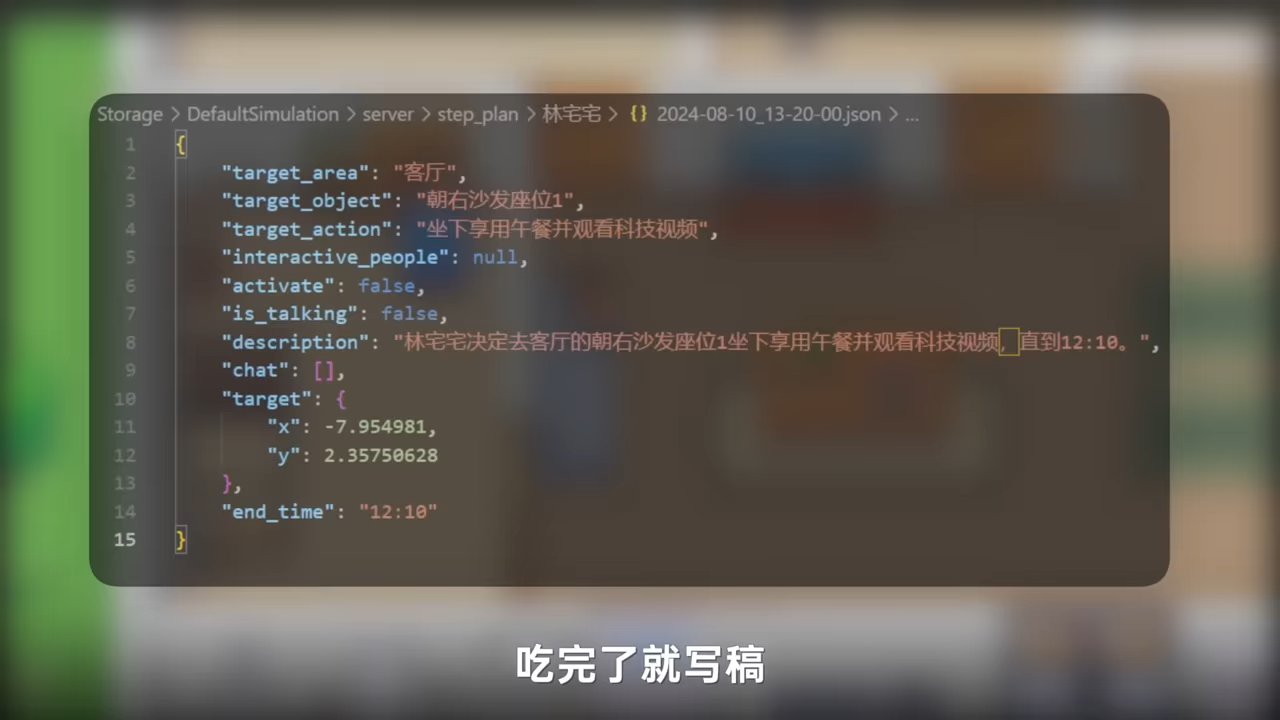 Storage > DefaultSimulation > server > step_plan > 林宅宅 > {} 2024-08-10_13-20-00.json > ...
1 {
2 "target_area": "客厅",
3 "target_object": "朝右沙发座位1",
4 "target_action": "坐下享用午餐并观看科技视频",
5 "interactive_people": null,
6 "activate": false,
7 "is_talking": false,
8 "description": "林宅宅决定去客厅的朝右沙发座位1坐下享用午餐并观看科技视频，直到12:10。",
9 "chat": [],
10 "target": {
11 "x": -7.954981,
12 "y": 2.35750628
13 },
14 "end_time": "12:10"
15 }
吃完了就写稿